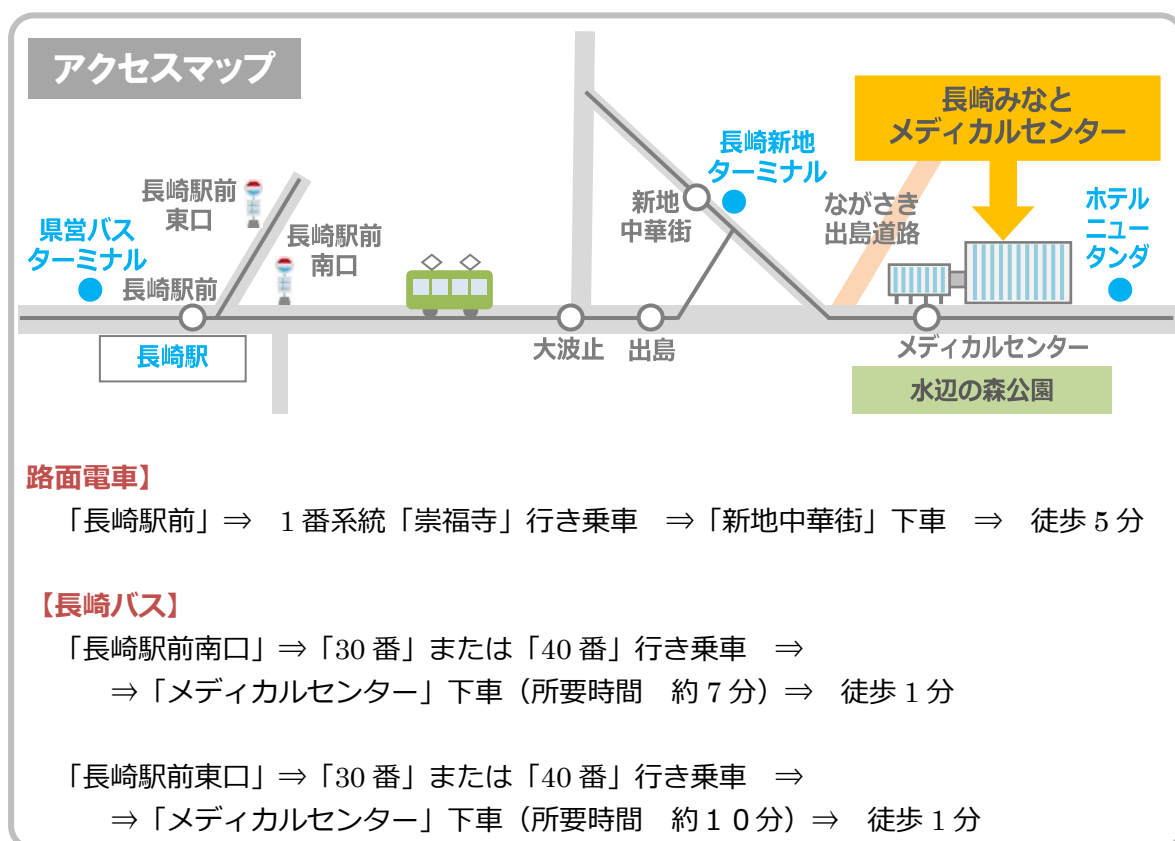 アクセスマップ
長崎みなと
メディカルセンター
長崎新地
ターミナル
長崎駅前
東口
県営バス
ターミナル
長崎駅前
南口
長崎駅前
長崎駅
新地
中華街
ながさき
出島道路
ホテル
ニュー
タンダ
大波止
出島
メディカルセンター
水辺の森公園
路面電車】
「長崎駅前」⇒　1番系統「崇福寺」行き乗車　⇒「新地中華街」下車　⇒　徒歩5分
【長崎バス】
「長崎駅前南口」⇒「30番」または「40番」行き乗車　⇒
⇒「メディカルセンター」下車（所要時間　約7分）⇒　徒歩1分
「長崎駅前東口」⇒「30番」または「40番」行き乗車　⇒
⇒「メディカルセンター」下車（所要時間　約１０分）⇒　徒歩1分